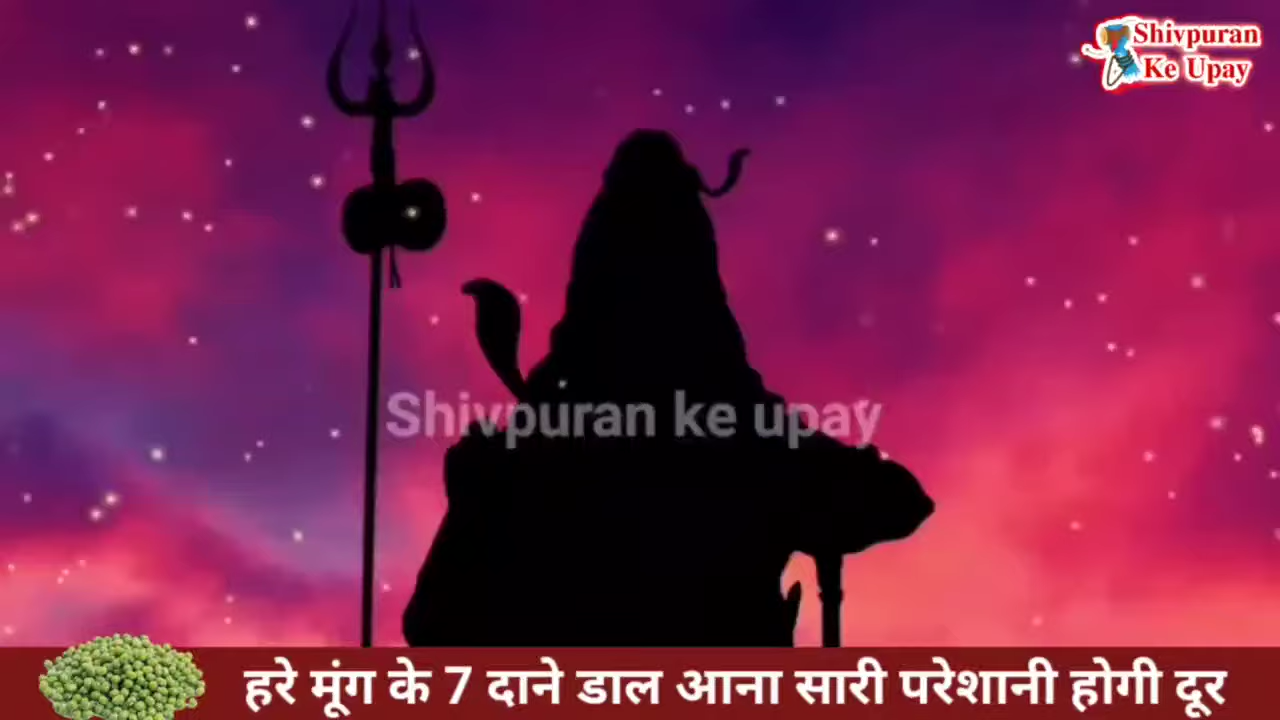 Shivpuran
Ke Upay
Shivpuran ke upay
हरे मूंग के 7 दाने डाल आना सारी परेशानी होगी दूर